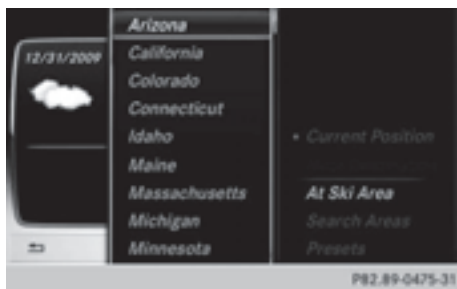 12/31/2009
Arizona
California
Colorado
Connecticut
Idaho
Maine
Massachusetts
Michigan
Minnesota
Current Position
At Ski Area
Search Areas
Presets
P82.89-0475-31